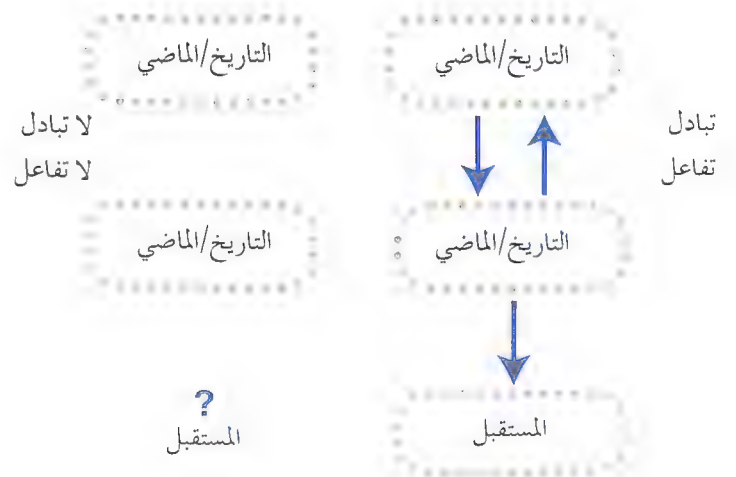 التاريخ/الماضي
التاريخ/الماضي
تبادل
تفاعل
لا تبادل
لا تفاعل
التاريخ/الماضي
التاريخ/الماضي
المستقبل
?
المستقبل